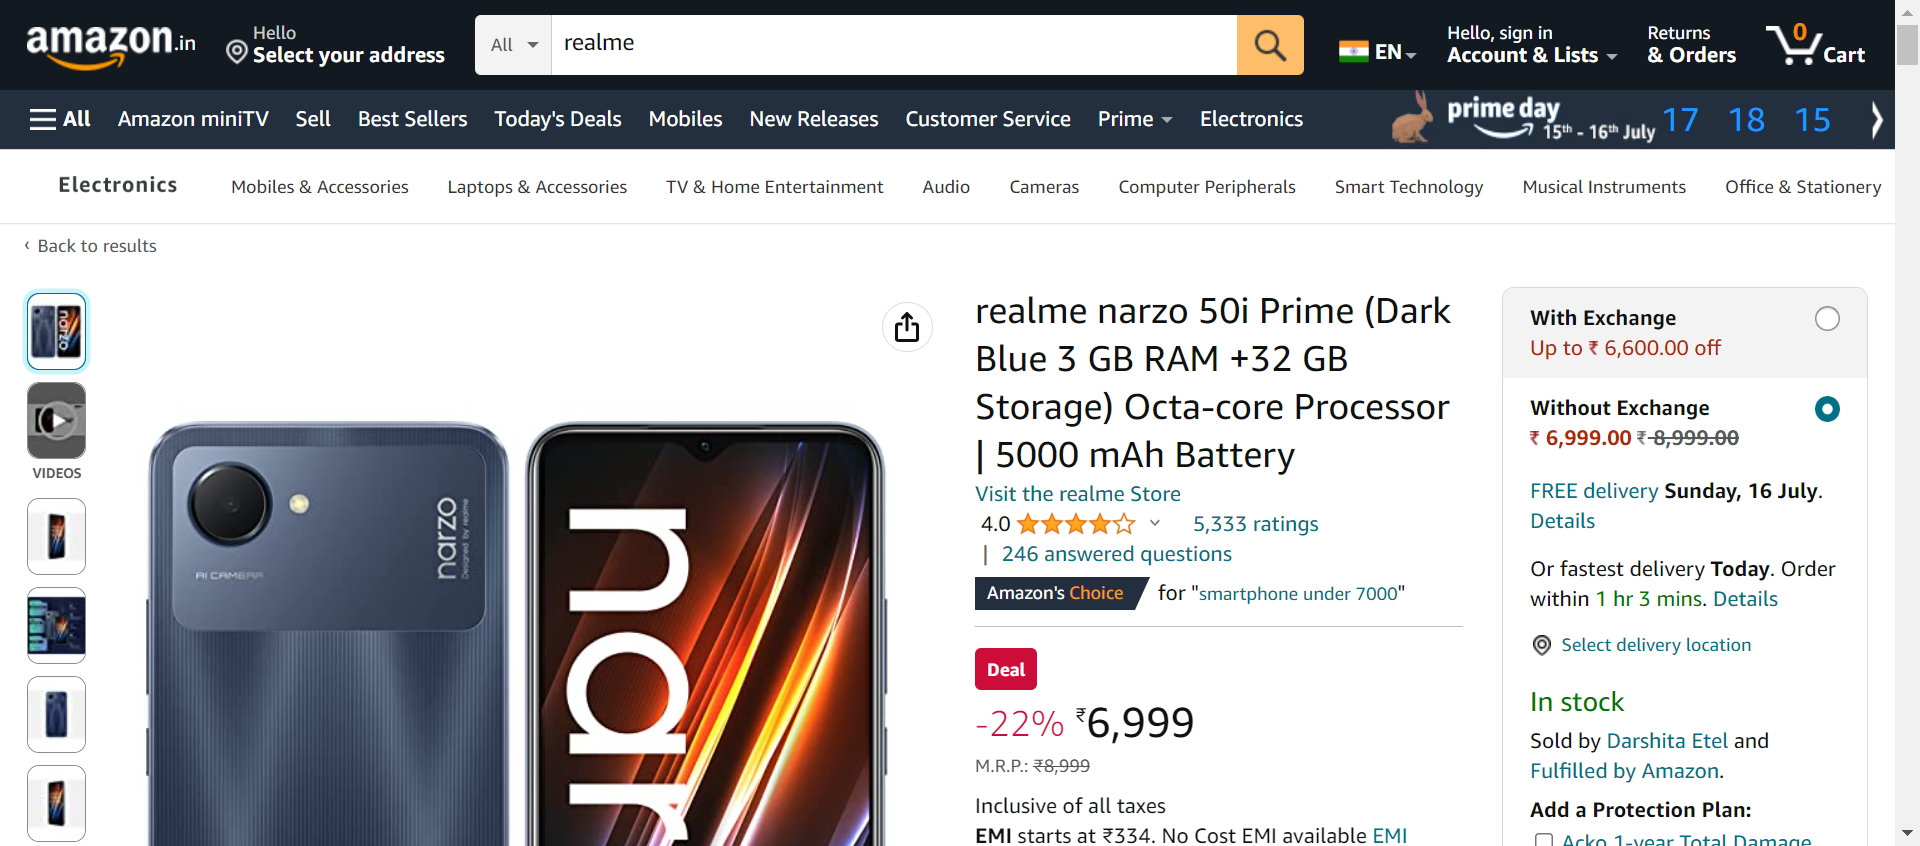 amazon.in
Hello
Select your address
All
realme
EN
Hello, sign in
Account & Lists
Returns
& Orders
0
Cart
All
Amazon miniTV
Sell
Best Sellers
Today's Deals
Mobiles
New Releases
Customer Service
Prime
Electronics
prime day
15th - 16th July
17 18 15
Electronics
Mobiles & Accessories
Laptops & Accessories
TV & Home Entertainment
Audio
Cameras
Computer Peripherals
Smart Technology
Musical Instruments
Office & Stationery
‹ Back to results
VIDEOS
narzo
Designed by realme
AI CAMERA
nar
realme narzo 50i Prime (Dark
Blue 3 GB RAM +32 GB
Storage) Octa-core Processor
| 5000 mAh Battery
Visit the realme Store
4.0
5,333 ratings
| 246 answered questions
Amazon's Choice for "smartphone under 7000"
Deal
-22% ₹6,999
M.R.P.: ₹8,999
Inclusive of all taxes
EMI starts at ₹334. No Cost EMI available EMI
With Exchange
Up to ₹ 6,600.00 off
Without Exchange
₹ 6,999.00 ₹ 8,999.00
FREE delivery Sunday, 16 July.
Details
Or fastest delivery Today. Order
within 1 hr 3 mins. Details
Select delivery location
In stock
Sold by Darshita Etel and
Fulfilled by Amazon.
Add a Protection Plan:
Acko 1-year Total Damage